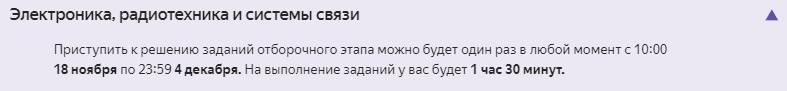 Электроника, радиотехника и системы связи
Приступить к решению заданий отборочного этапа можно будет один раз в любой момент с 10:00
18 ноября по 23:59 4 декабря. На выполнение заданий у вас будет 1 час 30 минут.